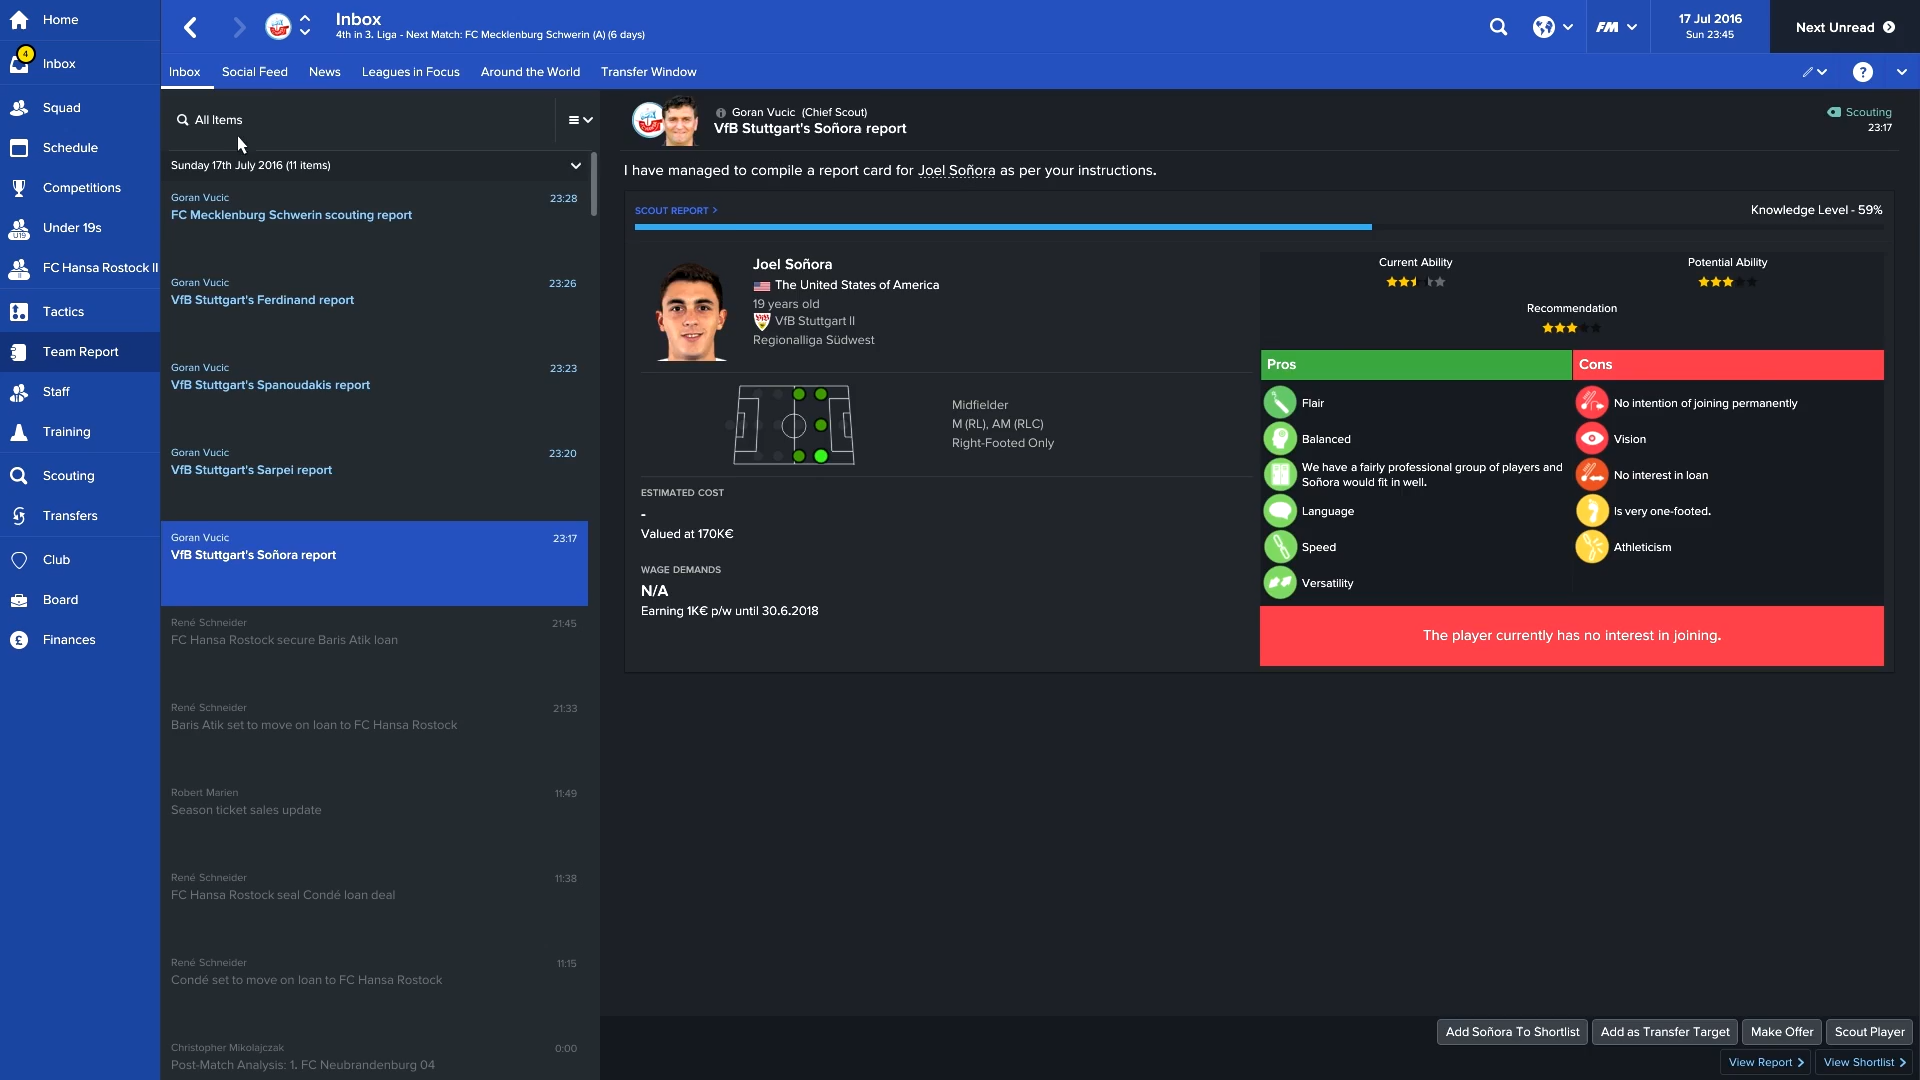 Home
4
Inbox
Squad
Schedule
Competitions
U19
Under 19s
II
FC Hansa Rostock II
Tactics
Team Report
Staff
Training
Scouting
Transfers
Club
Board
£
Finances
Inbox
4th in 3. Liga - Next Match: FC Mecklenburg Schwerin (A) (6 days)
FM
17 Jul 2016
Sun 23:45
Next Unread
Inbox
Social Feed
News
Leagues in Focus
Around the World
Transfer Window
?
All Items
Sunday 17th July 2016 (11 items)
Goran Vucic
23:28
FC Mecklenburg Schwerin scouting report
Goran Vucic
23:26
VfB Stuttgart's Ferdinand report
Goran Vucic
23:23
VfB Stuttgart's Spanoudakis report
Goran Vucic
23:20
VfB Stuttgart's Sarpei report
Goran Vucic
23:17
VfB Stuttgart's Soñora report
René Schneider
21:45
FC Hansa Rostock secure Baris Atik loan
René Schneider
21:33
Baris Atik set to move on loan to FC Hansa Rostock
Robert Marien
11:49
Season ticket sales update
René Schneider
11:38
FC Hansa Rostock seal Condé loan deal
René Schneider
11:15
Condé set to move on loan to FC Hansa Rostock
Christopher Mikolajczak
0:00
Post-Match Analysis: 1. FC Neubrandenburg 04
Goran Vucic (Chief Scout)
VfB Stuttgart's Soñora report
Scouting
23:17
I have managed to compile a report card for Joel Soñora as per your instructions.
SCOUT REPORT >
Knowledge Level - 59%
Joel Soñora
The United States of America
19 years old
VfB Stuttgart II
Regionalliga Südwest
Midfielder
M (RL), AM (RLC)
Right-Footed Only
ESTIMATED COST
-
Valued at 170K€
WAGE DEMANDS
N/A
Earning 1K€ p/w until 30.6.2018
Current Ability
Potential Ability
Recommendation
Pros
Flair
Balanced
We have a fairly professional group of players and
Soñora would fit in well.
Language
Speed
Versatility
Cons
No intention of joining permanently
Vision
No interest in loan
Is very one-footed.
Athleticism
The player currently has no interest in joining.
Add Soñora To Shortlist
Add as Transfer Target
Make Offer
Scout Player
View Report >
View Shortlist >